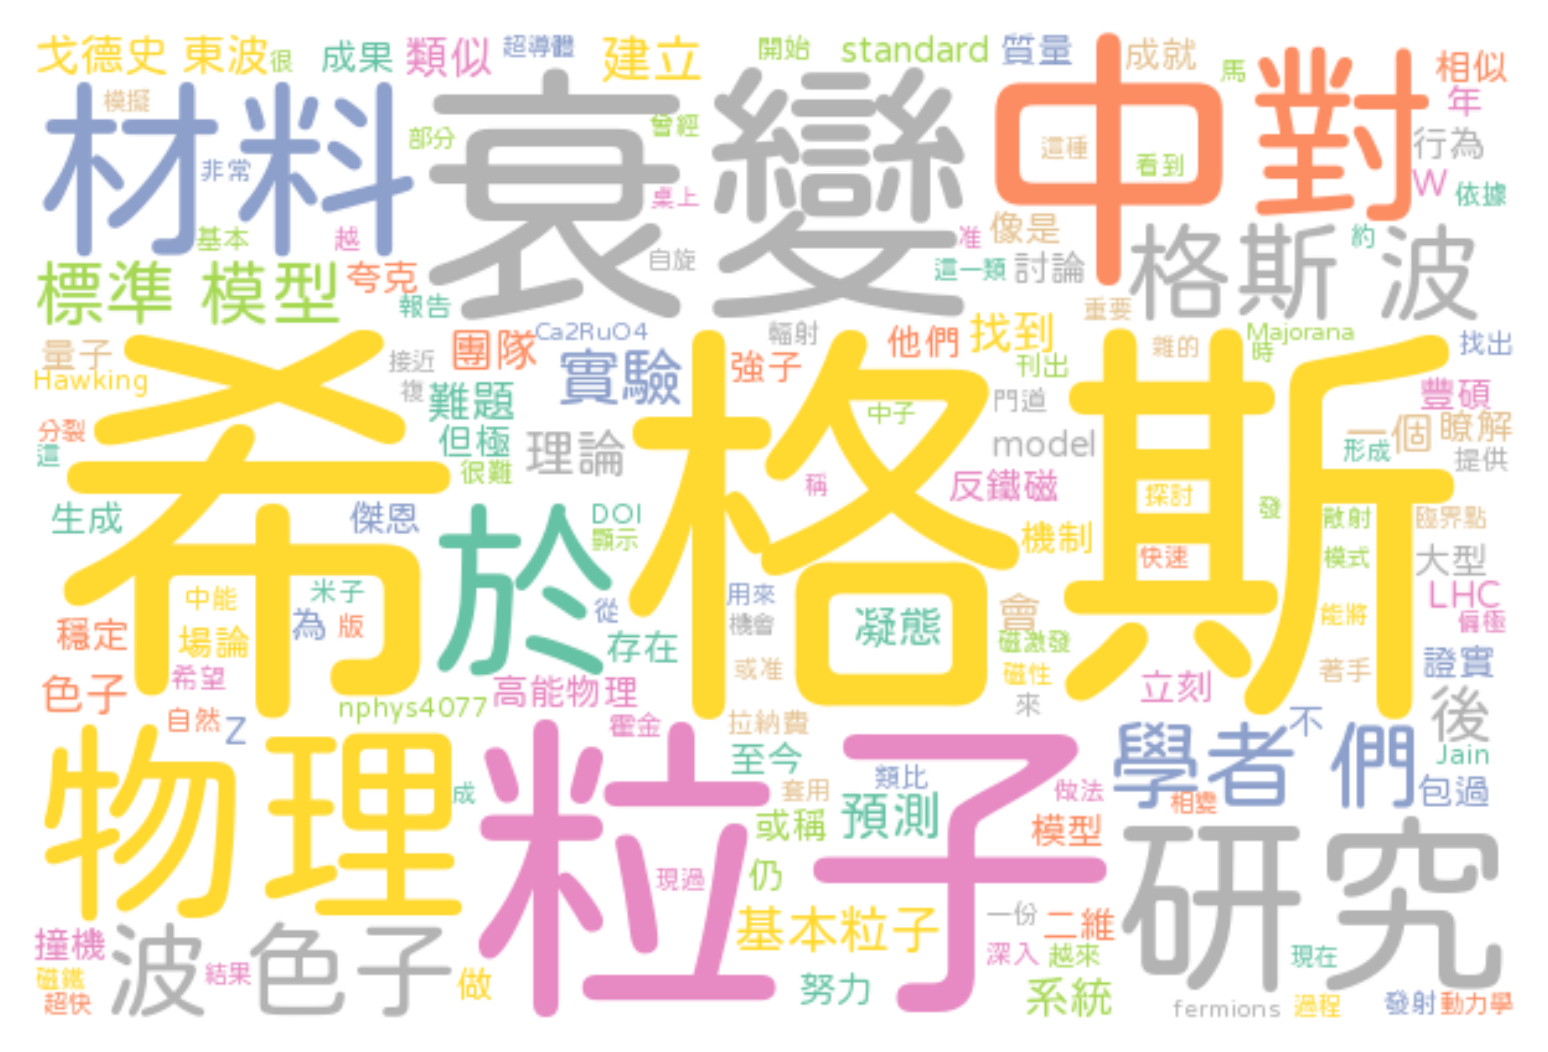 戈德史 東波 很 成果 類似 超導體 建立 開始 standard 質量 成就 馬 相似
模擬 年
材料 衰變 中對
非常 部分 曾經 這種 看到 行為
桌上 W 依據
基本 越 自旋 准 像是 約
標準 模型 夸克 這一類 討論 格斯 波
報告 重要
量子 接近 團隊 Ca2RuO4 實驗 輻射 他們 找到 雜的 Majorana 找出
Hawking 複 強子 刊出 時 豐碩
希格斯
分裂 難題 中子 門道 一個 瞭解
這 但極 理論 model 形成 提供
很難 稱 反鐵磁 探討
生成 傑恩 於 DOI 發 散射 臨界點
顯示 機制 快速 模式 大型
中能 米子 從 用來 會 LHC
穩定 場論 為 版 機會 凝態 磁激發 能將 偏極
存在 或准 磁性 著手 證實
色子 希望 高能物理 立刻
nphys4077 來 後
自然 Z 霍金 拉納費 不
物理 粒子 至今 類比 學者 們 Jain
成 套用 做法 包過
或稱 預測 模型 相變
現過 仍 研究
撞機 波色子 基本粒子 一份 二維
磁鐵 結果 做 深入 越來 現在
超快 努力 系統 fermions 過程 發射 動力學